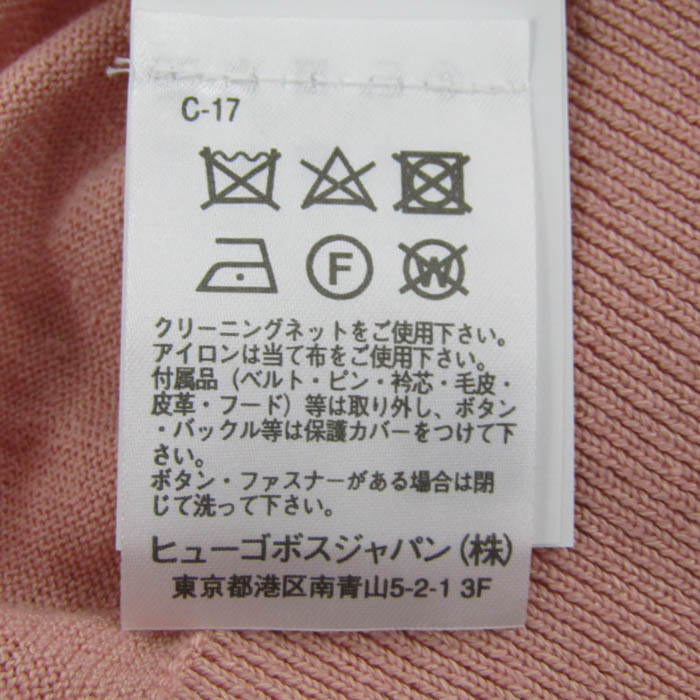 C-17
F
W
クリーニングネットをご使用下さい。
アイロンは当て布をご使用下さい。
付属品(ベルト・ピン・衿芯・毛皮・
皮革・フード)等は取り外し、ボタン
・バックル等は保護カバーをつけて下
さい。
ボタン・ファスナーがある場合は閉
じて洗って下さい。
ヒューゴボスジャパン(株)
東京都港区南青山5-2-1 3F